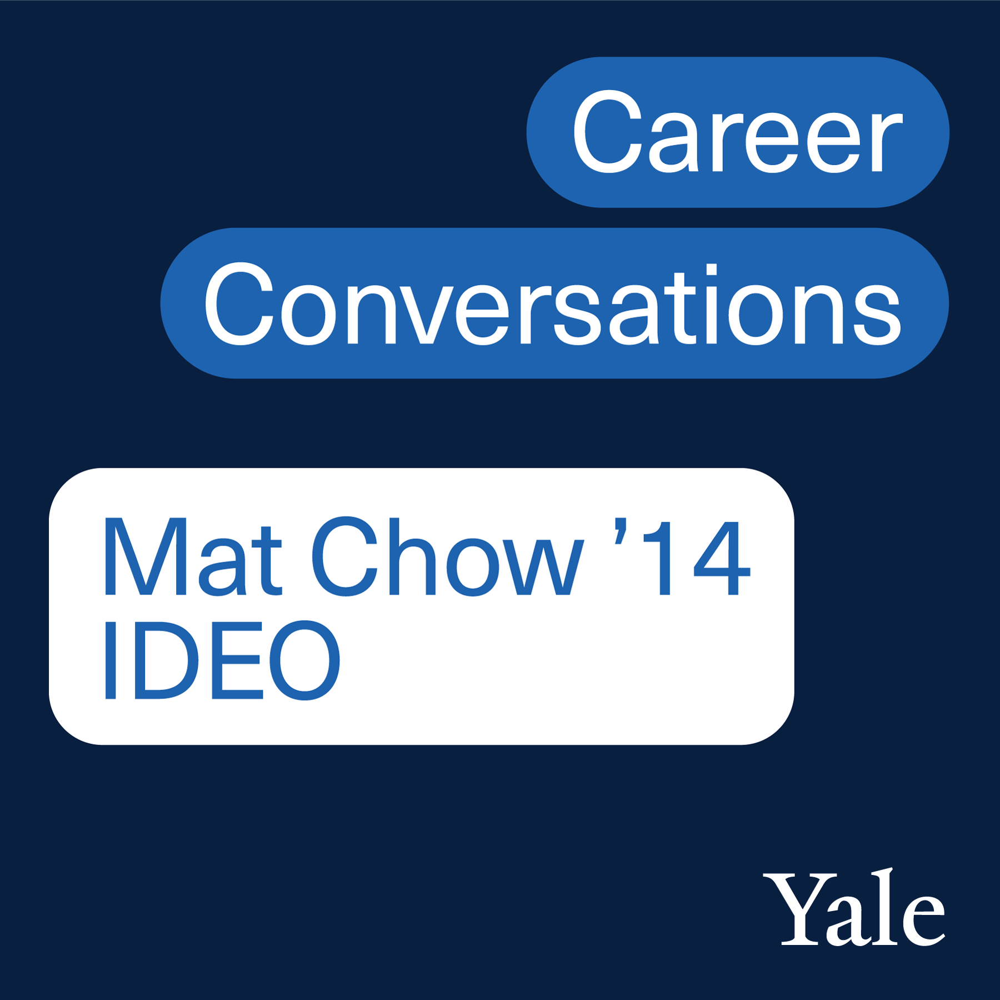 Career
Conversations
Mat Chow ’14
IDEO
Yale